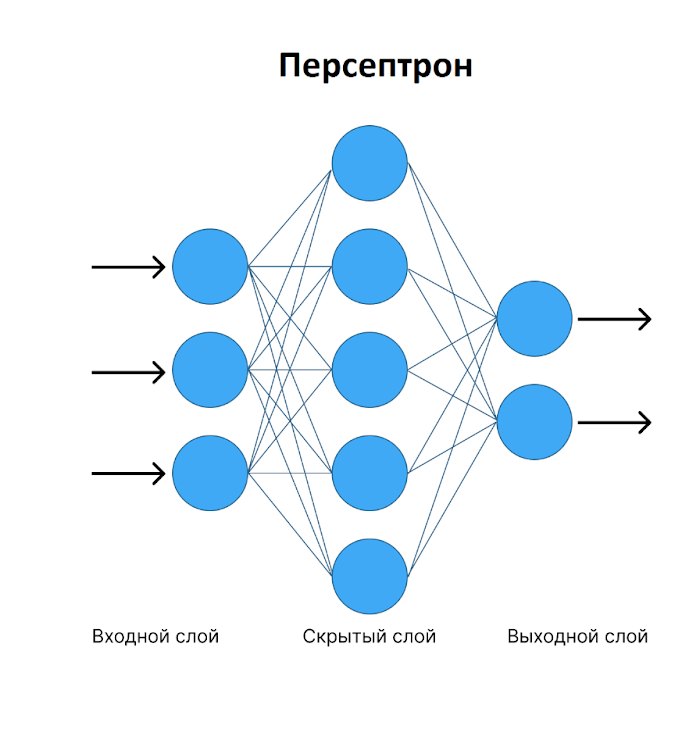 Персептрон
Входной слой
Скрытый слой
Выходной слой